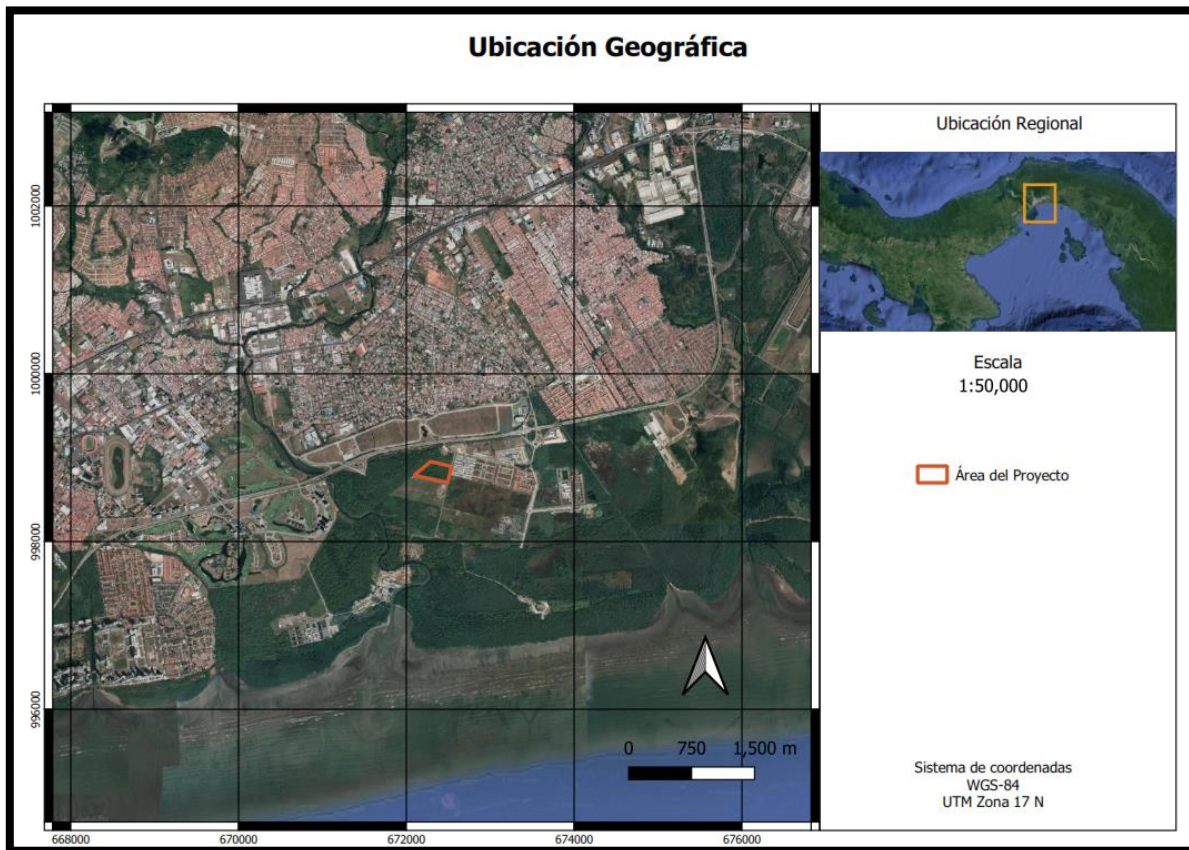 Ubicación Geográfica
Ubicación Regional
1002000
1000000
998000
996000
Escala
1:50,000
Área del Proyecto
0 750 1,500 m
Sistema de coordenadas
WGS-84
UTM Zona 17 N
668000 670000 672000 674000 676000